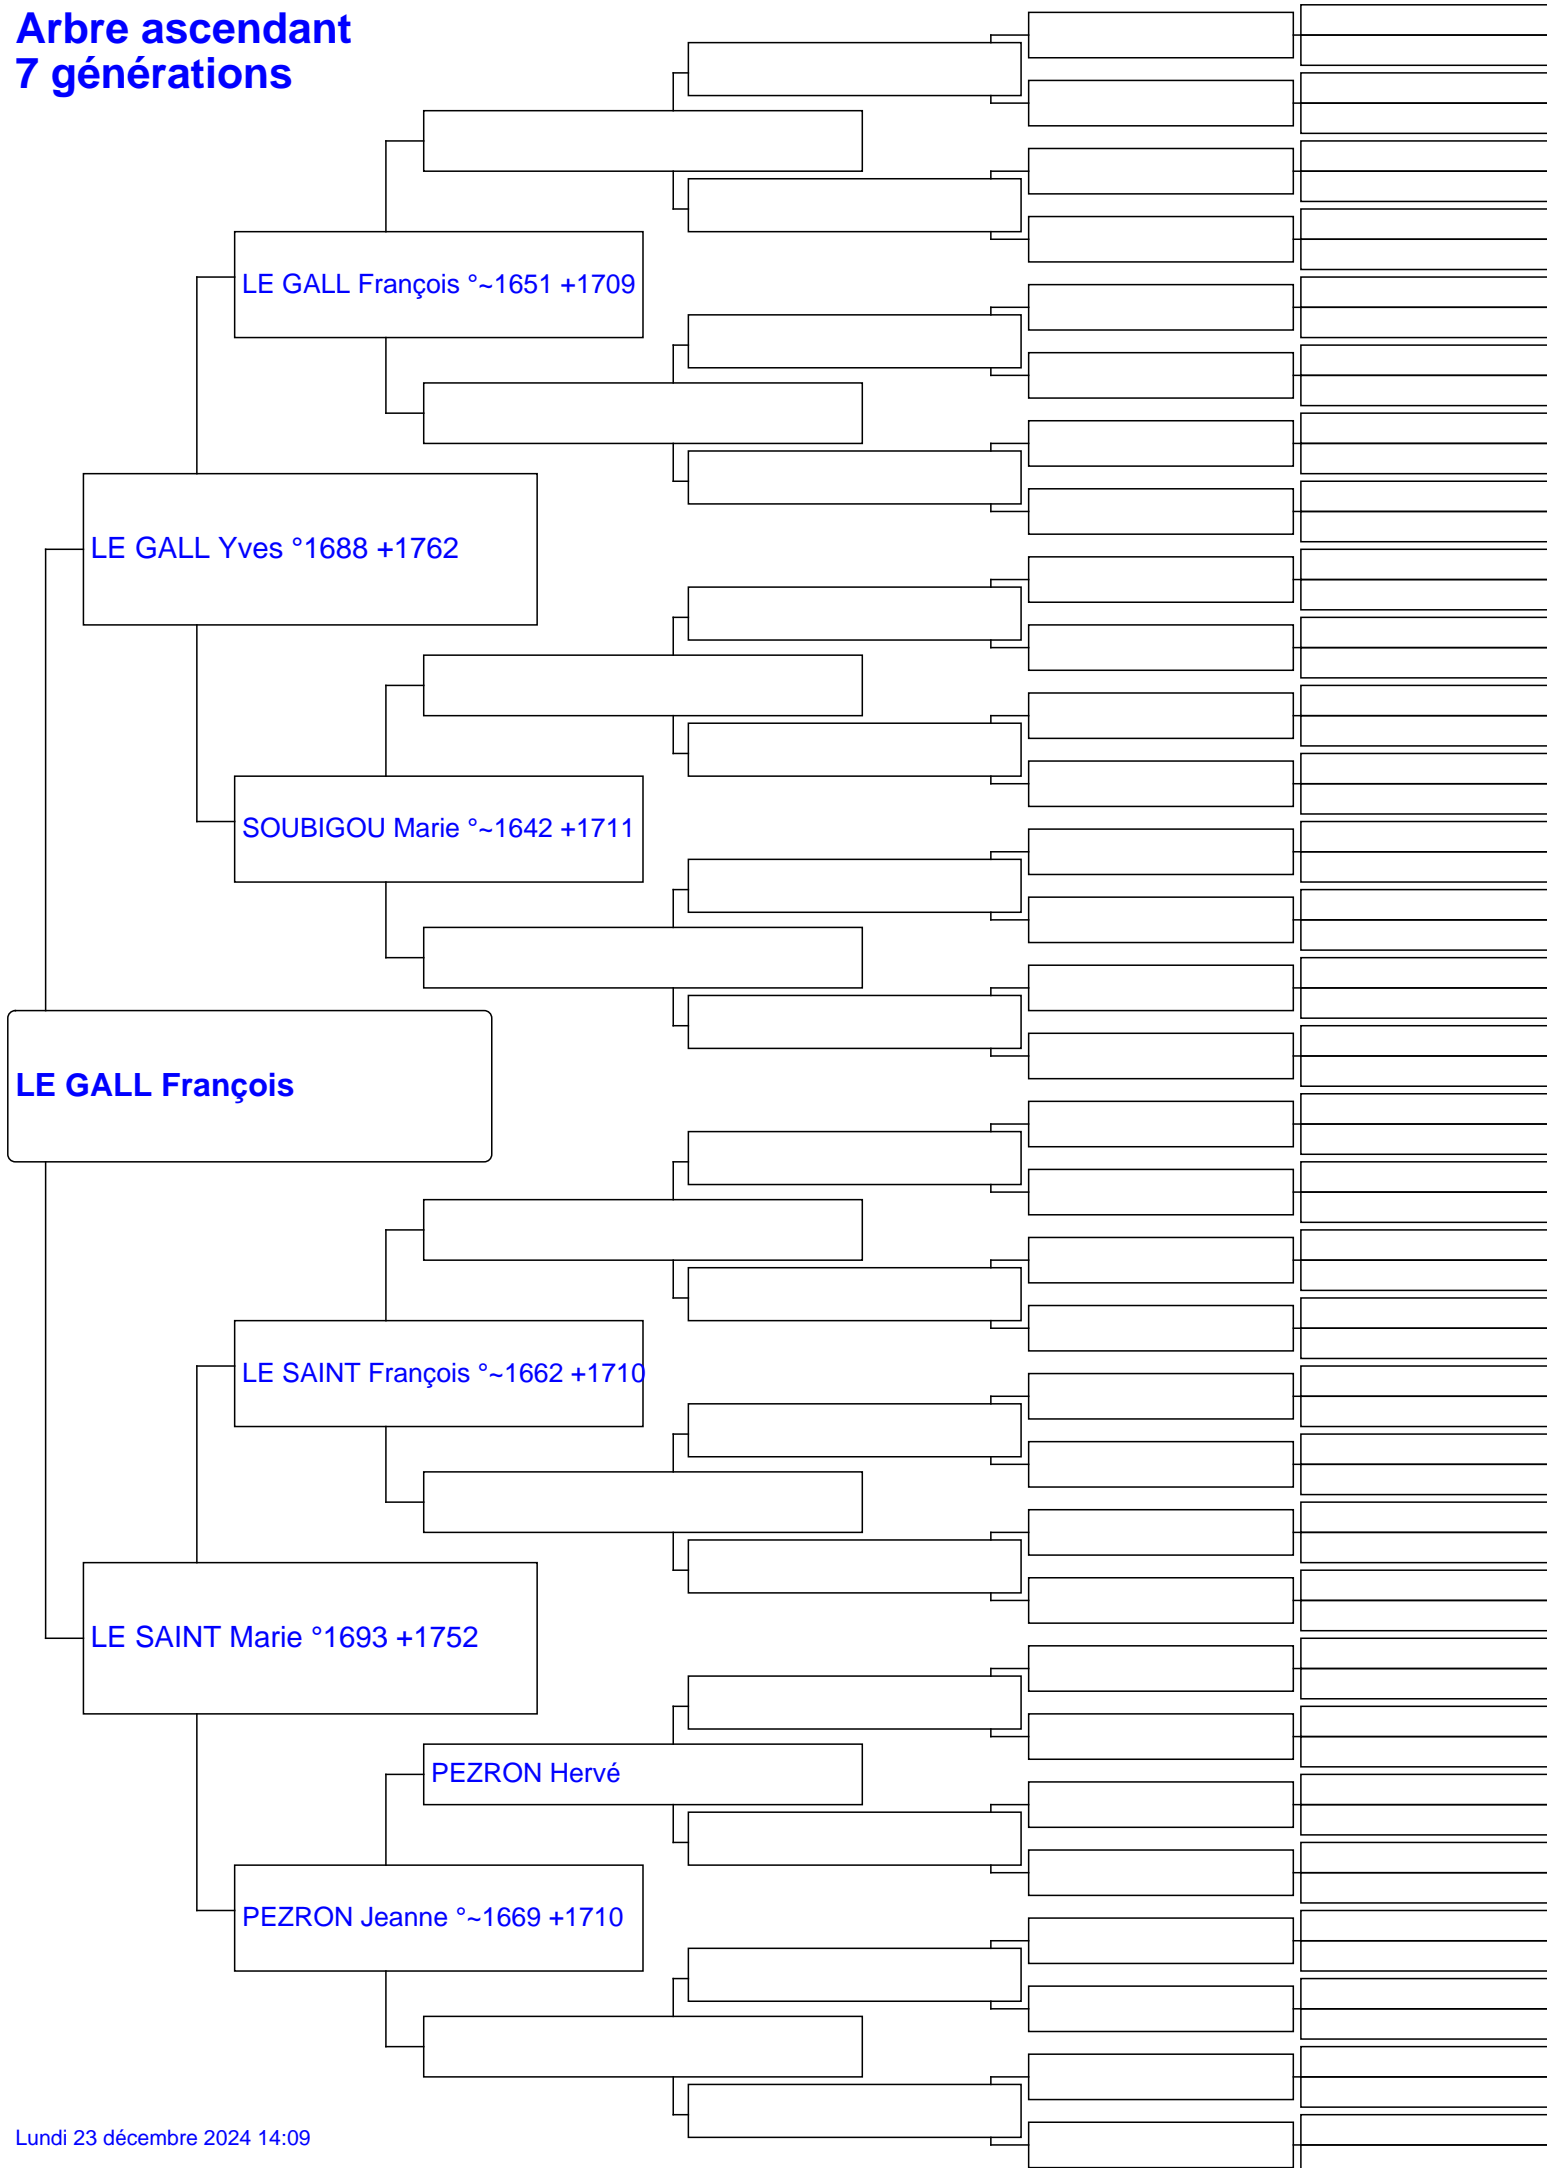 Arbre ascendant
7 générations
LE GALL François °~1651 +1709
LE GALL Yves °1688 +1762
SOUBIGOU Marie °~1642 +1711
LE GALL François
LE SAINT François °~1662 +1710
LE SAINT Marie °1693 +1752
PEZRON Hervé
PEZRON Jeanne °~1669 +1710
Lundi 23 décembre 2024 14:09